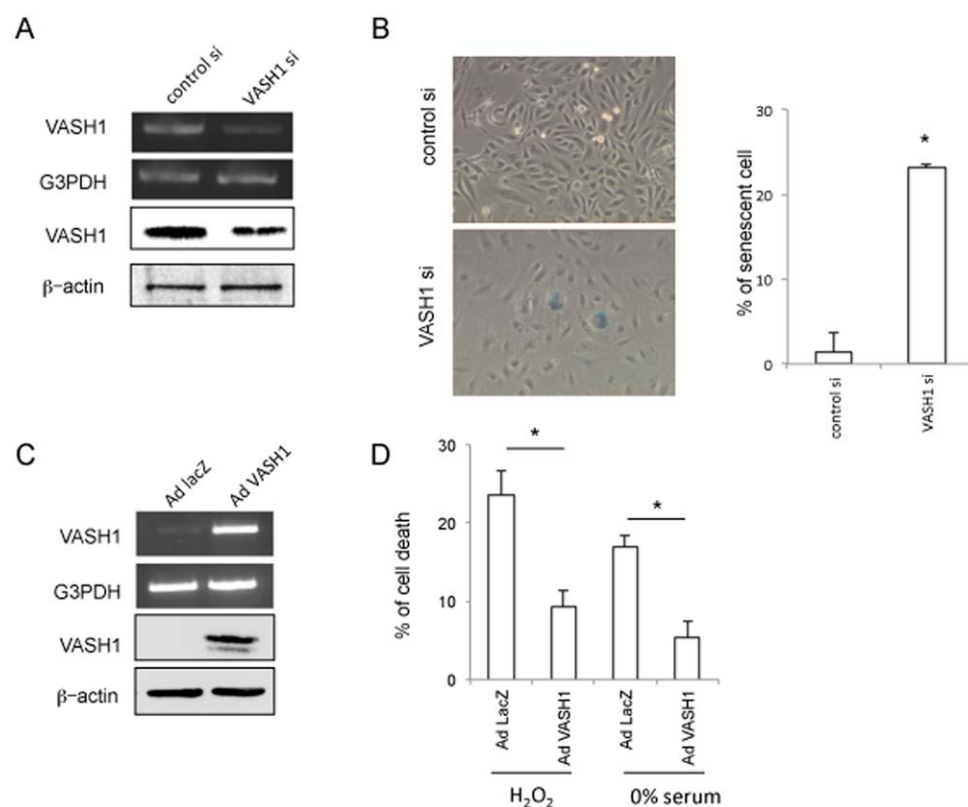 A
control si
VASH1 si
VASH1
G3PDH
VASH1
β-actin
B
control si
VASH1 si
% of senescent cell
30
20
10
0
*
control si
VASH1 si
C
Ad lacZ
Ad VASH1
VASH1
G3PDH
VASH1
β-actin
D
% of cell death
30
20
10
0
*
*
Ad LacZ
Ad VASH1
Ad LacZ
Ad VASH1
H₂O₂
0% serum